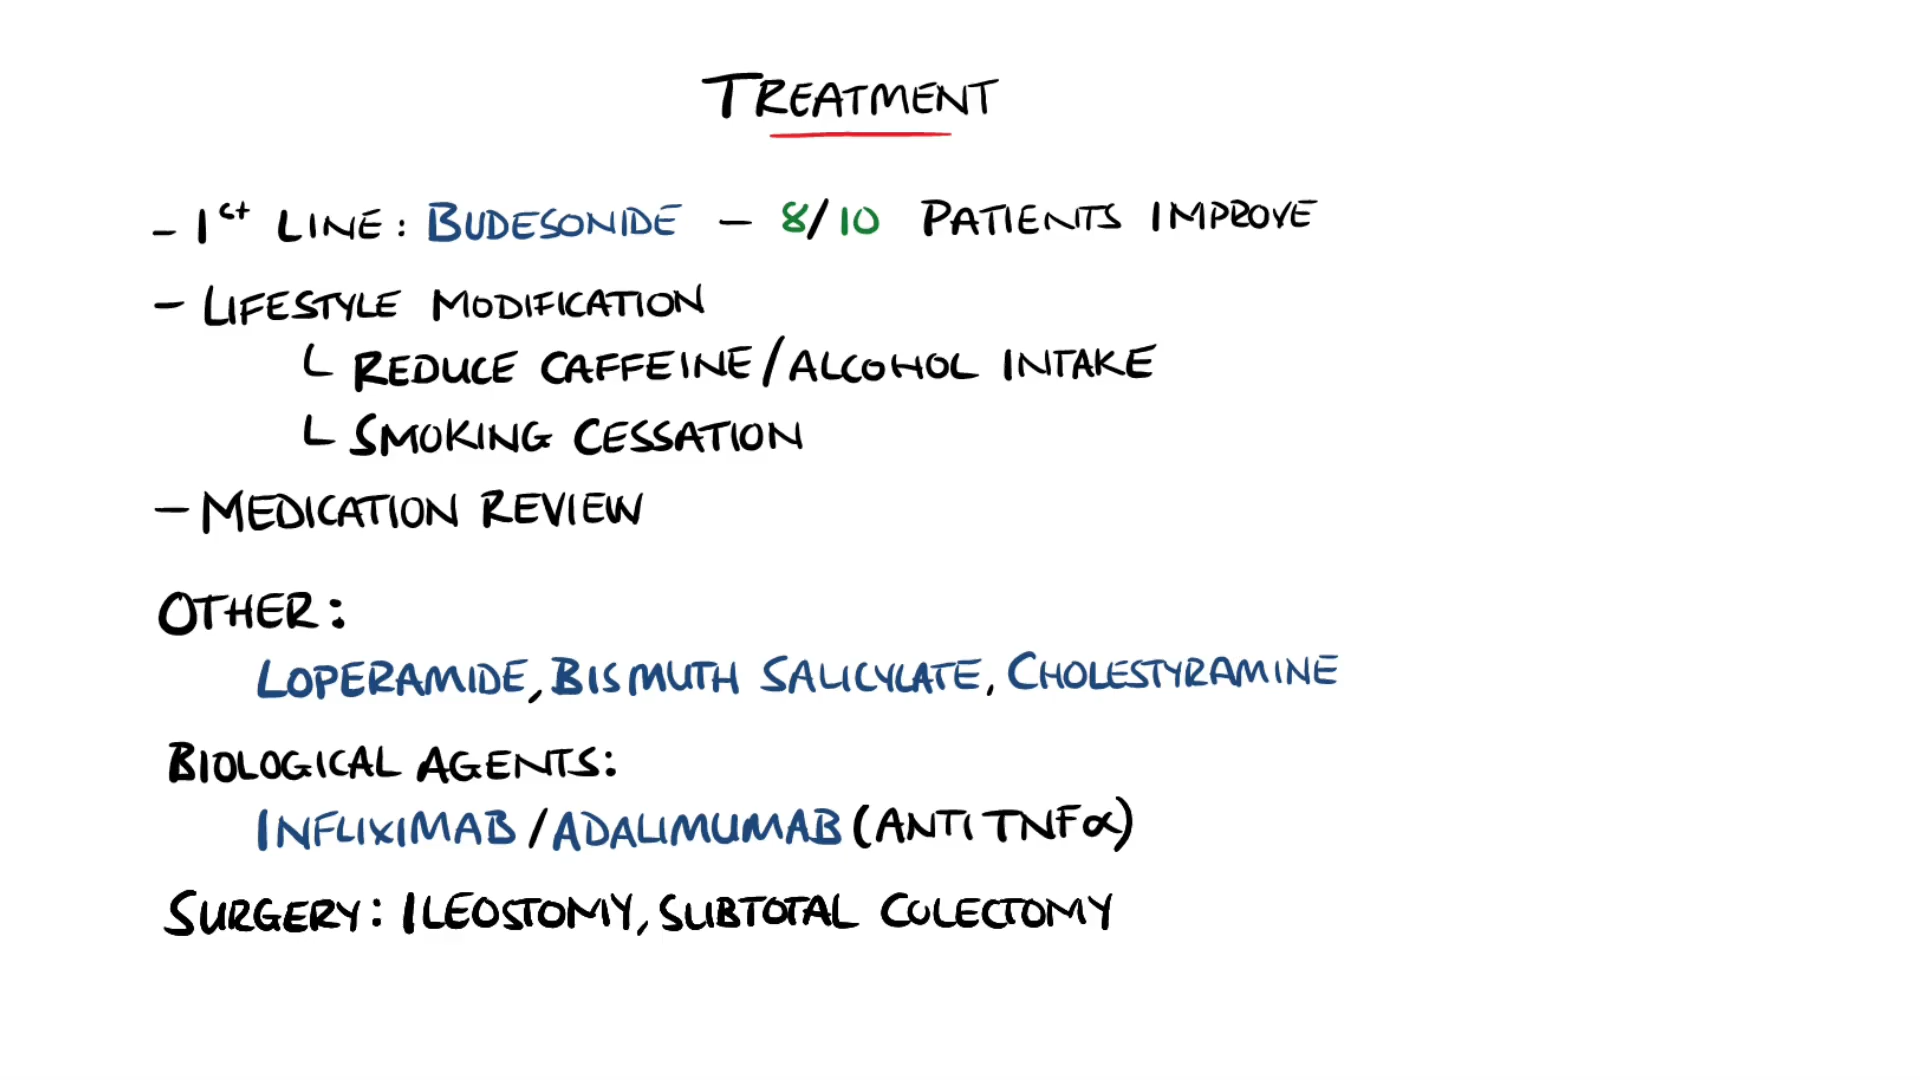 TREATMENT
- 1st LINE: BUDESONIDE - 8/10 PATIENTS IMPROVE
- LIFESTYLE MODIFICATION
└ REDUCE CAFFEINE/ALCOHOL INTAKE
└ SMOKING CESSATION
- MEDICATION REVIEW
OTHER:
LOPERAMIDE, BISMUTH SALICYLATE, CHOLESTYRAMINE
BIOLOGICAL AGENTS:
INFLIXIMAB/ADALIMUMAB (ANTI TNFα)
SURGERY: ILEOSTOMY, SUBTOTAL COLECTOMY